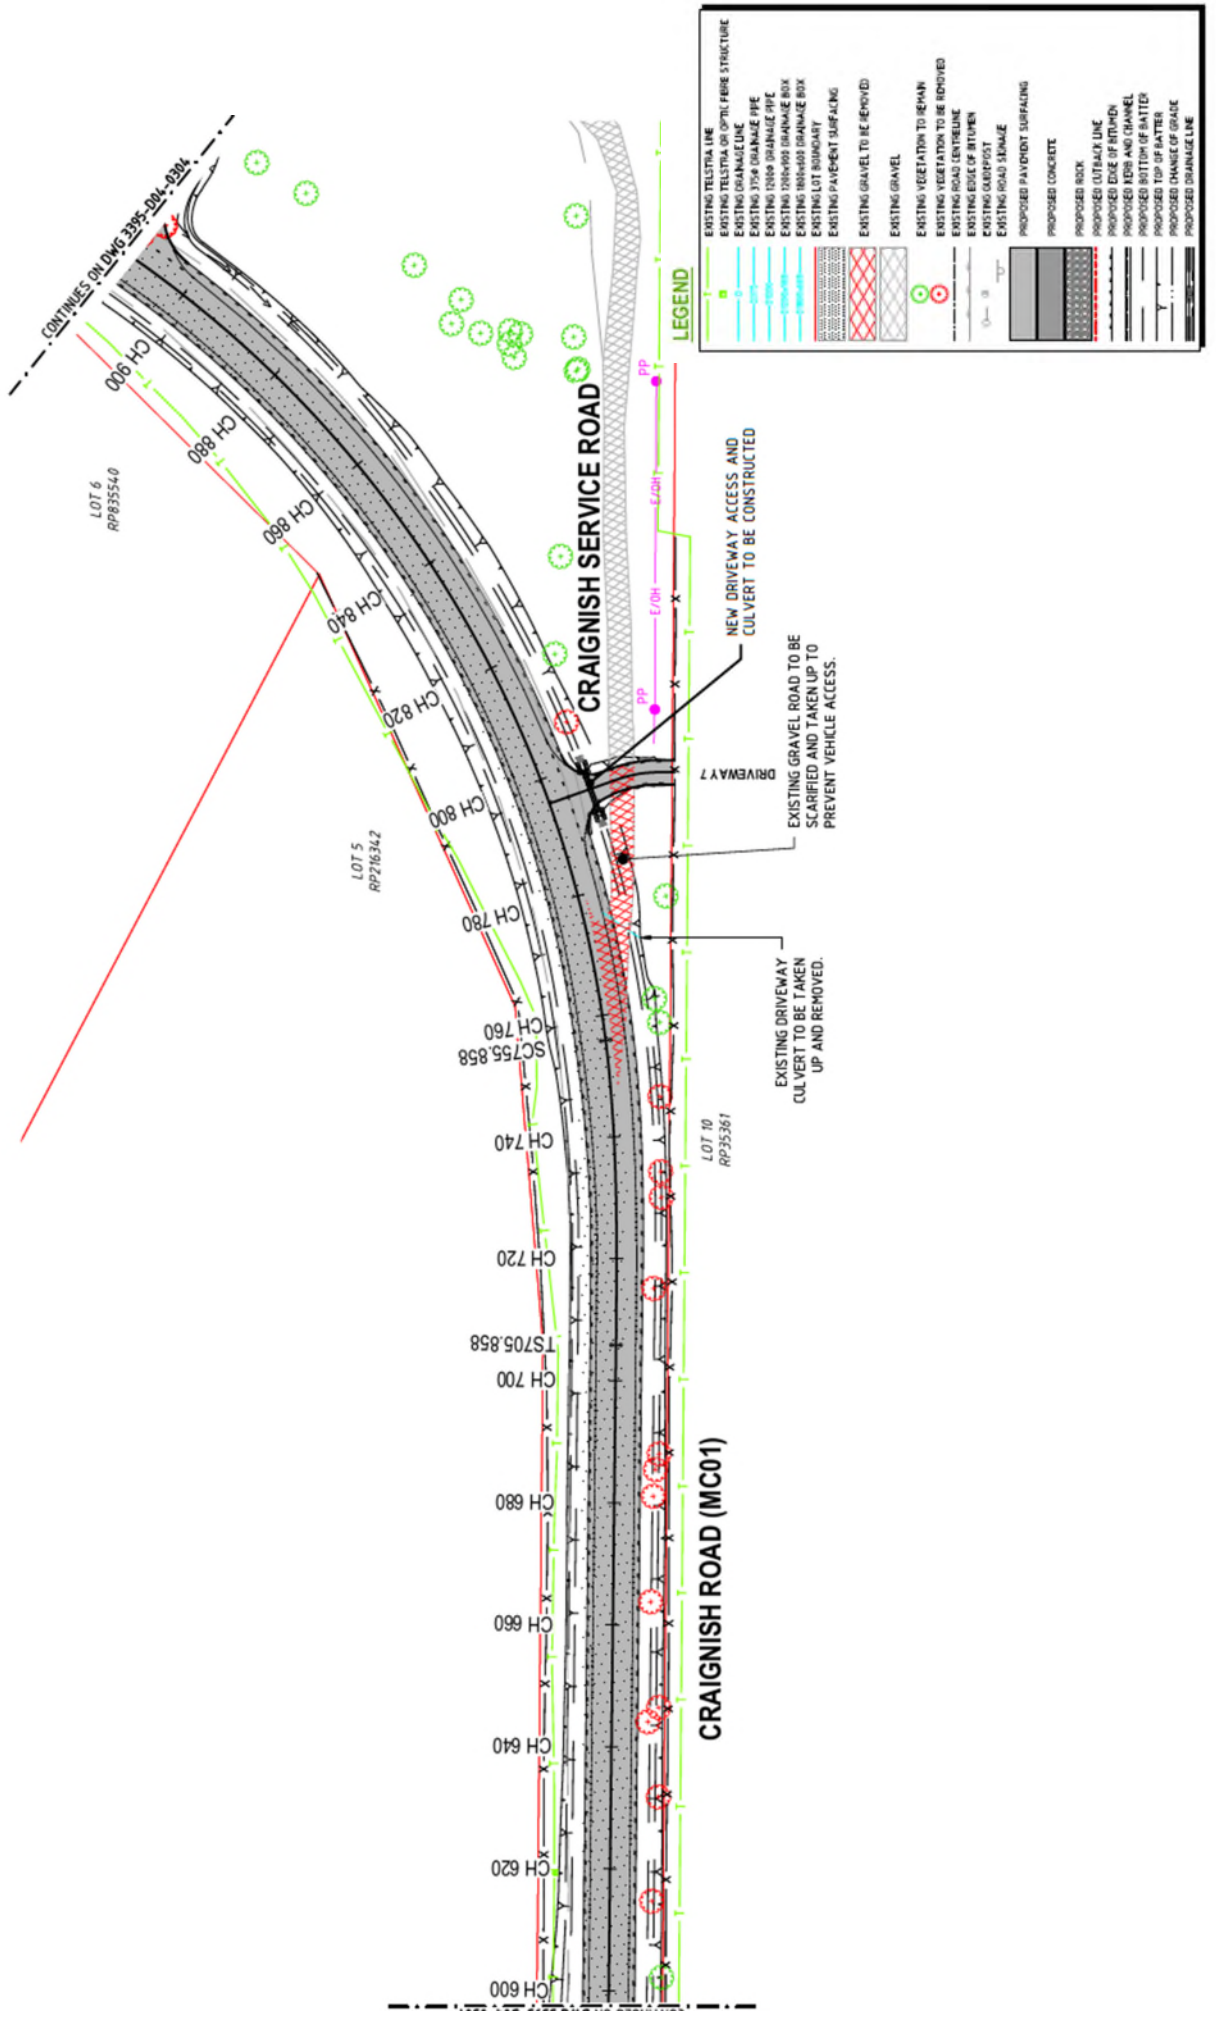 CONTINUES ON DWG 3395-D04-0304
LOT 6
RP835540
CH 900
CH 880
CH 860
CH 840
CH 820
CH 800
CH 780
CH 760
SC755.858
CH 740
CH 720
TS705.858
CH 700
CH 680
CH 660
CH 640
CH 620
CH 600
LOT 5
RP216342
CRAIGNISH SERVICE ROAD
PP
E/OH
E/OH
PP
NEW DRIVEWAY ACCESS AND
CULVERT TO BE CONSTRUCTED
DRIVEWAY 7
EXISTING GRAVEL ROAD TO BE
SCARIFIED AND TAKEN UP TO
PREVENT VEHICLE ACCESS.
EXISTING DRIVEWAY
CULVERT TO BE TAKEN
UP AND REMOVED.
LOT 10
RP35361
CRAIGNISH ROAD (MC01)
LEGEND
EXISTING TELSTRA LINE
EXISTING TELSTRA OR OPTIC FIBRE STRUCTURE
EXISTING DRAINAGE LINE
EXISTING 375Ø DRAINAGE PIPE
EXISTING 1200Ø DRAINAGE PIPE
EXISTING 1200x900 DRAINAGE BOX
EXISTING 1800x600 DRAINAGE BOX
EXISTING LOT BOUNDARY
EXISTING PAVEMENT SURFACING
EXISTING GRAVEL TO BE REMOVED
EXISTING GRAVEL
EXISTING VEGETATION TO REMAIN
EXISTING VEGETATION TO BE REMOVED
EXISTING ROAD CENTRELINE
EXISTING EDGE OF BITUMEN
EXISTING GUIDEPOST
EXISTING ROAD SIGNAGE
PROPOSED PAVEMENT SURFACING
PROPOSED CONCRETE
PROPOSED ROCK
PROPOSED CUTBACK LINE
PROPOSED EDGE OF BITUMEN
PROPOSED KERB AND CHANNEL
PROPOSED BOTTOM OF BATTER
PROPOSED TOP OF BATTER
PROPOSED CHANGE OF GRADE
PROPOSED DRAINAGE LINE